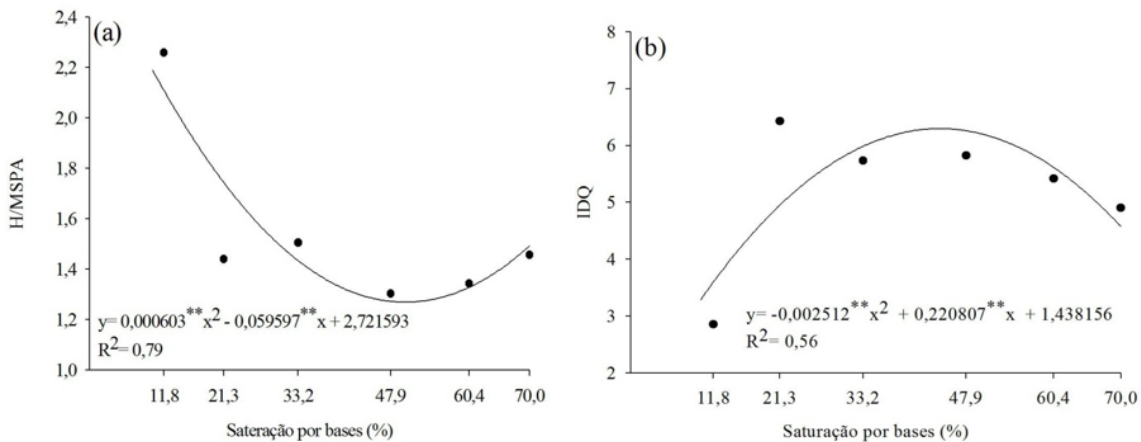 (a)
2,4
2,2
2,0
1,8
1,6
1,4
1,2
1,0
H/MSPA
y= 0,000603**x² - 0,059597**x + 2,721593
R²= 0,79
11,8 21,3 33,2 47,9 60,4 70,0
Sateração por bases (%)
(b)
8
7
6
5
4
3
2
IDQ
y= -0,002512**x² + 0,220807**x + 1,438156
R²= 0,56
11,8 21,3 33,2 47,9 60,4 70,0
Saturação por bases (%)